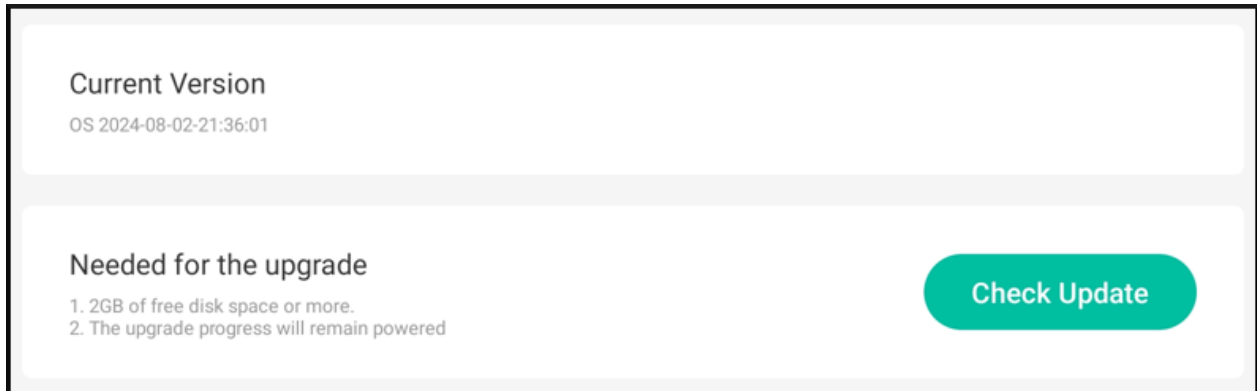 Current Version
OS 2024-08-02-21:36:01
Needed for the upgrade
1. 2GB of free disk space or more.
2. The upgrade progress will remain powered
Check Update